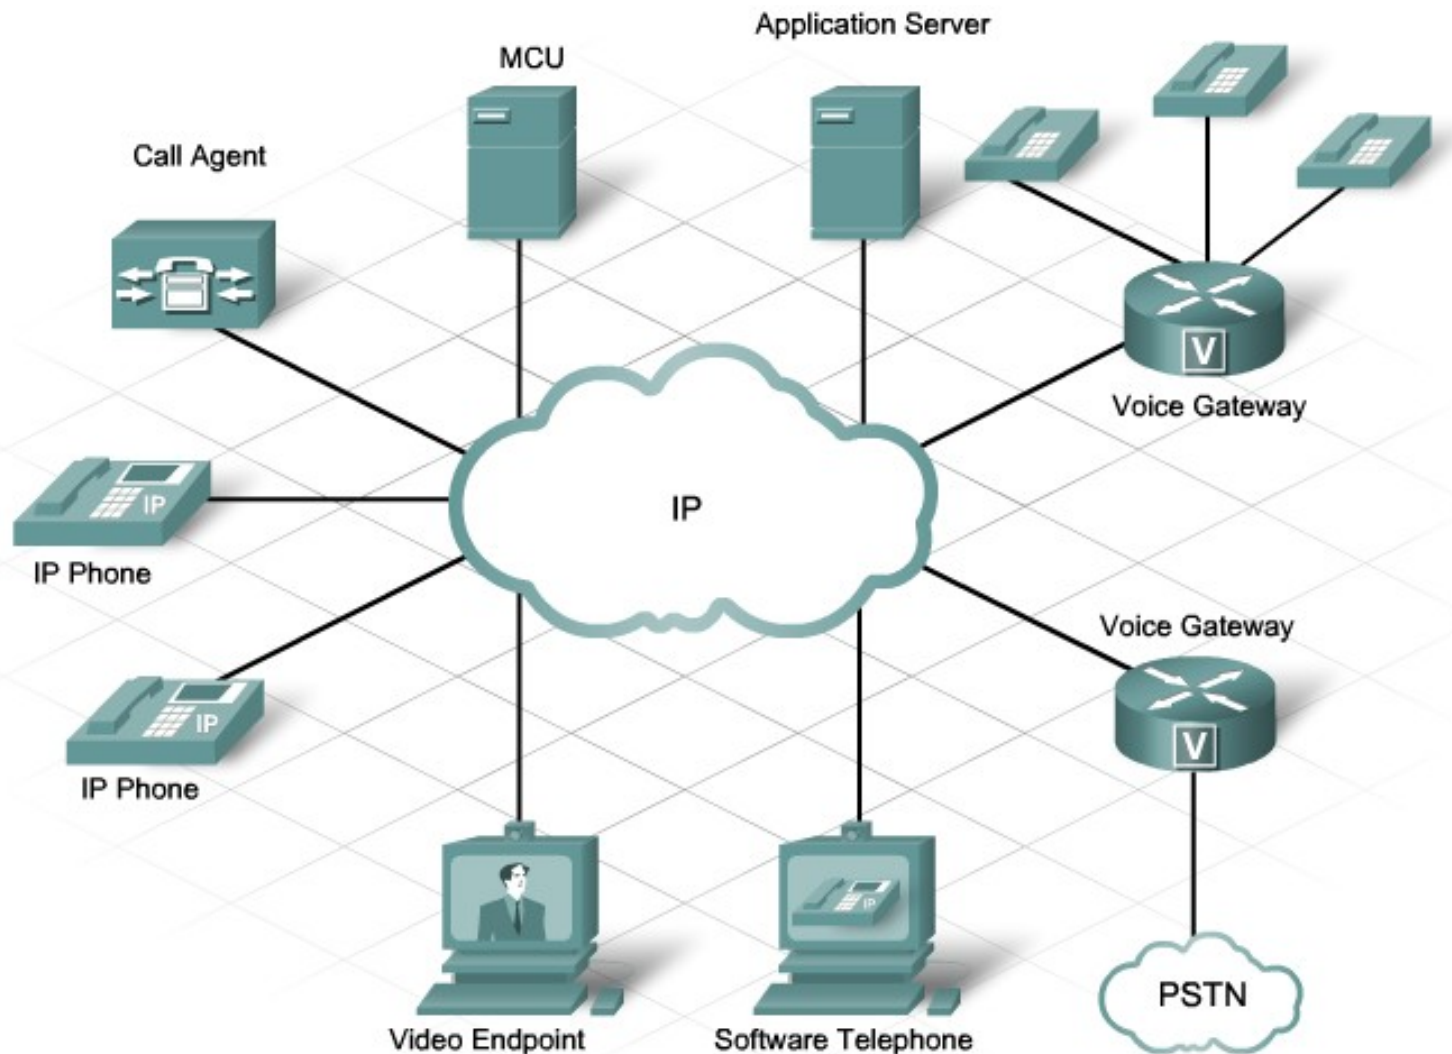 Application Server
MCU
Call Agent
V
Voice Gateway
IP
IP
IP Phone
Voice Gateway
IP
V
IP Phone
IP
PSTN
Video Endpoint
Software Telephone